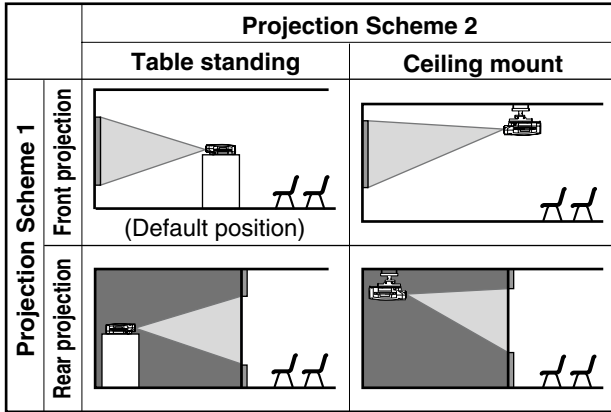 Projection Scheme 2
Table standing
Ceiling mount
Projection Scheme 1
Front projection
(Default position)
Rear projection